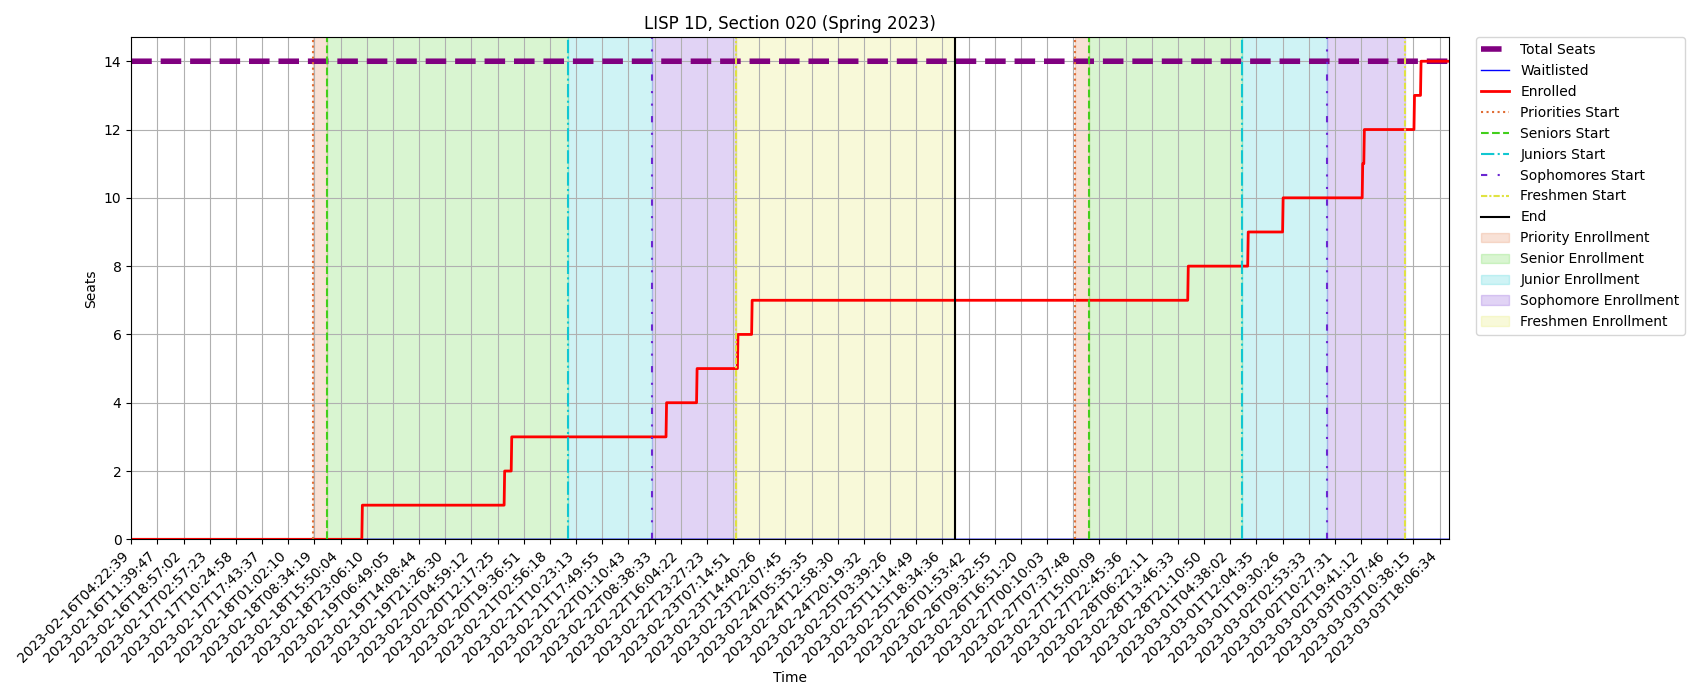 LISP 1D, Section 020 (Spring 2023)
14
12
10
8
6
4
2
0
Seats
2023-02-16T04:22:39
2023-02-16T11:39:47
2023-02-16T18:57:02
2023-02-17T02:57:23
2023-02-17T10:24:58
2023-02-17T17:43:37
2023-02-18T01:02:10
2023-02-18T08:34:19
2023-02-18T15:50:04
2023-02-18T23:06:10
2023-02-19T06:49:05
2023-02-19T14:08:44
2023-02-19T21:26:30
2023-02-20T04:59:12
2023-02-20T12:17:25
2023-02-20T19:36:51
2023-02-21T02:56:18
2023-02-21T10:23:13
2023-02-21T17:49:55
2023-02-22T01:10:43
2023-02-22T08:38:33
2023-02-22T16:04:22
2023-02-22T23:27:23
2023-02-23T07:14:51
2023-02-23T14:40:26
2023-02-23T22:07:45
2023-02-24T05:35:35
2023-02-24T12:58:30
2023-02-24T20:19:32
2023-02-25T03:39:26
2023-02-25T11:14:49
2023-02-25T18:34:36
2023-02-26T01:53:42
2023-02-26T09:32:55
2023-02-26T16:51:20
2023-02-27T00:10:03
2023-02-27T07:37:48
2023-02-27T15:00:09
2023-02-27T22:45:36
2023-02-28T06:22:11
2023-02-28T13:46:33
2023-02-28T21:10:50
2023-03-01T04:38:02
2023-03-01T12:04:35
2023-03-01T19:30:26
2023-03-02T02:53:33
2023-03-02T10:27:31
2023-03-02T19:41:12
2023-03-03T03:07:46
2023-03-03T10:38:15
2023-03-03T18:06:34
Time
Total Seats
Waitlisted
Enrolled
Priorities Start
Seniors Start
Juniors Start
Sophomores Start
Freshmen Start
End
Priority Enrollment
Senior Enrollment
Junior Enrollment
Sophomore Enrollment
Freshmen Enrollment